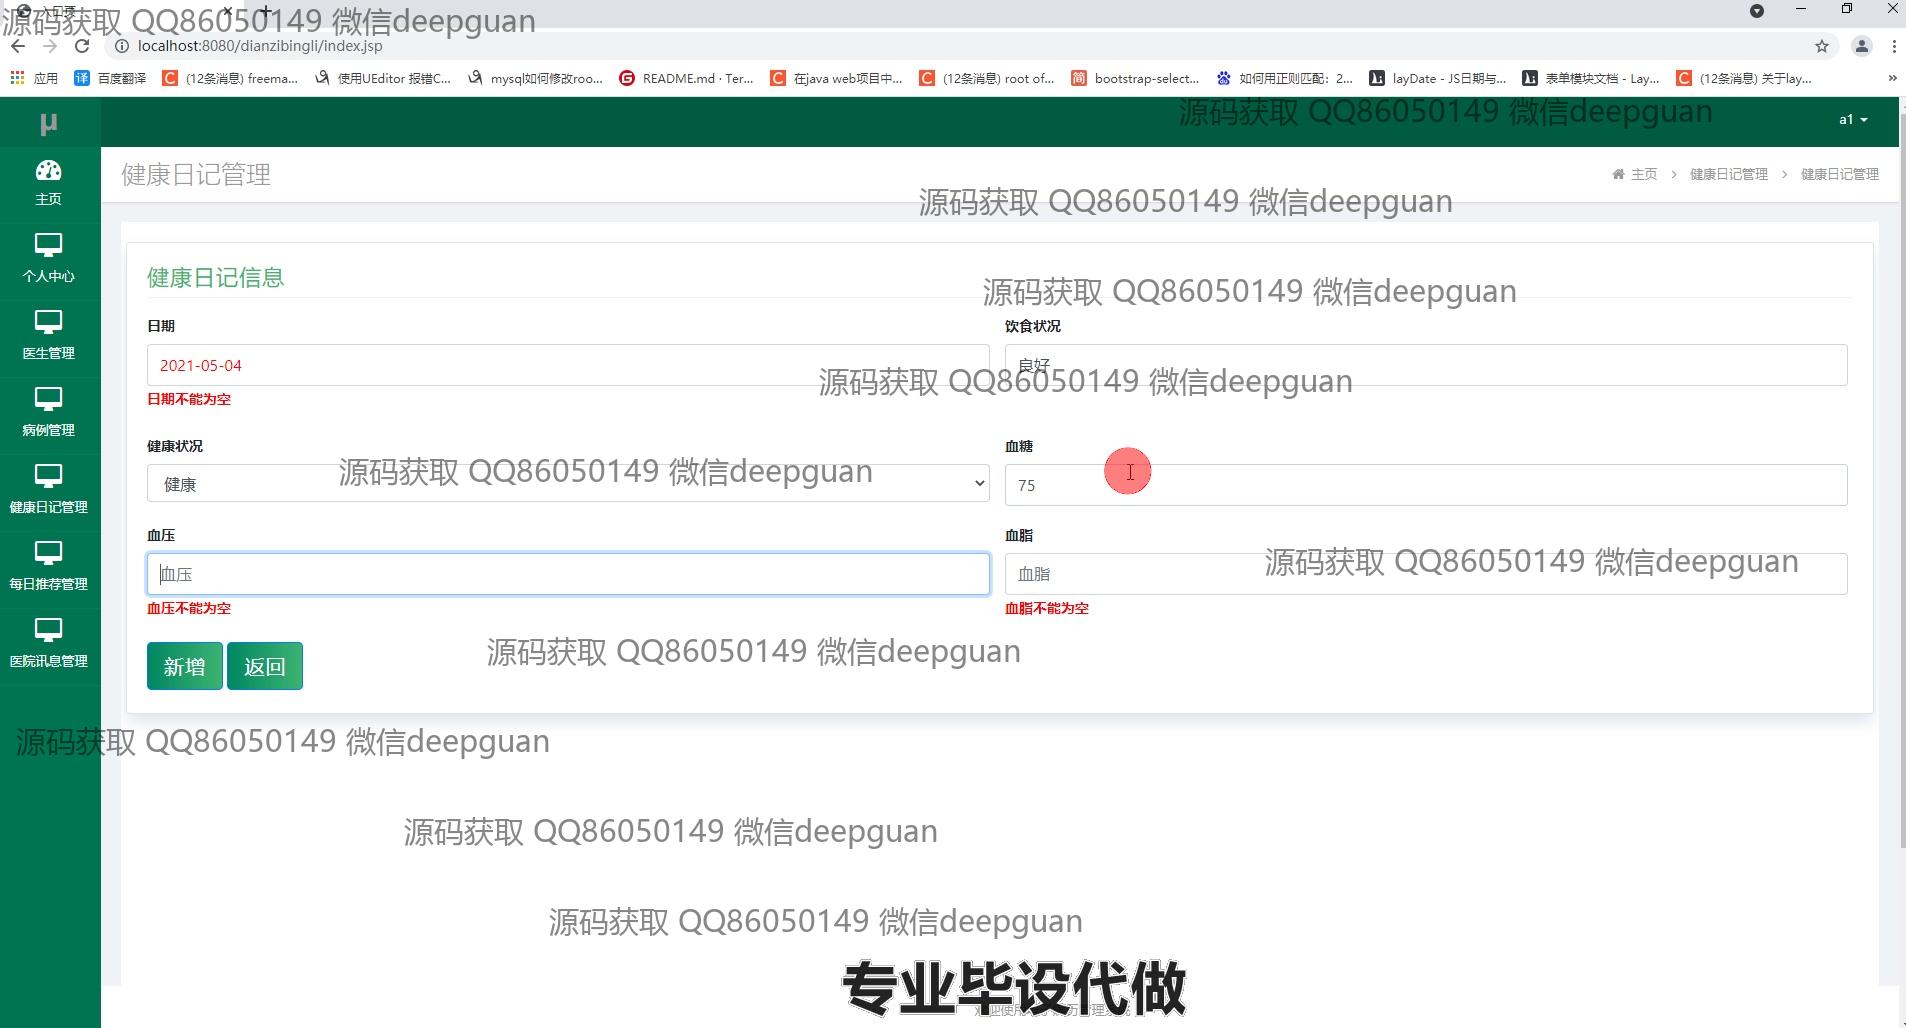 源码获取 QQ86050149 微信deepguan
localhost:8080/dianzibingli/index.jsp
应用
百度翻译
(12条消息) freema...
使用UEditor 报错C...
mysql如何修改roo...
README.md · Ter...
在java web项目中...
(12条消息) root of...
bootstrap-select...
如何用正则匹配：2...
layDate - JS日期与...
表单模块文档 - Lay...
(12条消息) 关于lay...
»
μ
源码获取 QQ86050149 微信deepguan
a1
主页
健康日记管理
主页 > 健康日记管理 > 健康日记管理
源码获取 QQ86050149 微信deepguan
个人中心
健康日记信息
源码获取 QQ86050149 微信deepguan
日期
饮食状况
医生管理
2021-05-04
良好
源码获取 QQ86050149 微信deepguan
日期不能为空
病例管理
健康状况
血糖
源码获取 QQ86050149 微信deepguan
健康
75
健康日记管理
血压
血脂
血压
血脂
源码获取 QQ86050149 微信deepguan
每日推荐管理
血压不能为空
血脂不能为空
源码获取 QQ86050149 微信deepguan
新增
返回
医院讯息管理
源码获取 QQ86050149 微信deepguan
源码获取 QQ86050149 微信deepguan
源码获取 QQ86050149 微信deepguan
专业毕设代做